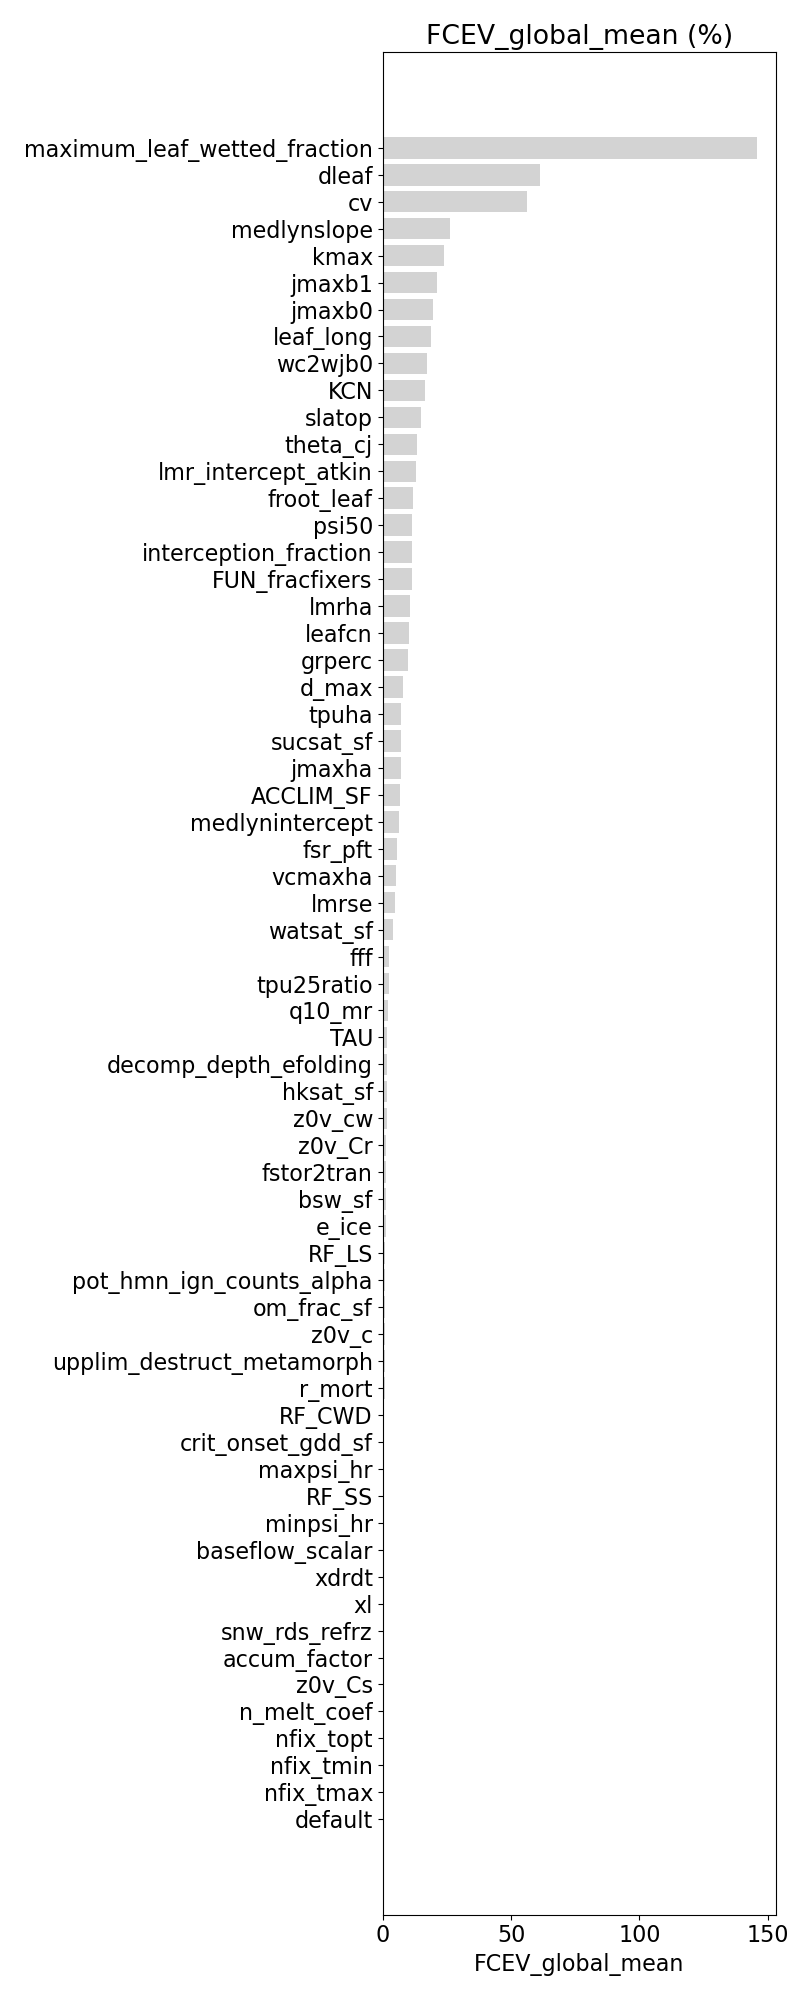 FCEV_global_mean (%)
maximum_leaf_wetted_fraction
dleaf
cv
medlynslope
kmax
jmaxb1
jmaxb0
leaf_long
wc2wjb0
KCN
slatop
theta_cj
lmr_intercept_atkin
froot_leaf
psi50
interception_fraction
FUN_fracfixers
lmrha
leafcn
grperc
d_max
tpuha
sucsat_sf
jmaxha
ACCLIM_SF
medlynintercept
fsr_pft
vcmaxha
lmrse
watsat_sf
fff
tpu25ratio
q10_mr
TAU
decomp_depth_efolding
hksat_sf
z0v_cw
z0v_Cr
fstor2tran
bsw_sf
e_ice
RF_LS
pot_hmn_ign_counts_alpha
om_frac_sf
z0v_c
upplim_destruct_metamorph
r_mort
RF_CWD
crit_onset_gdd_sf
maxpsi_hr
RF_SS
minpsi_hr
baseflow_scalar
xdrdt
xl
snw_rds_refrz
accum_factor
z0v_Cs
n_melt_coef
nfix_topt
nfix_tmin
nfix_tmax
default
0 50 100 150
FCEV_global_mean